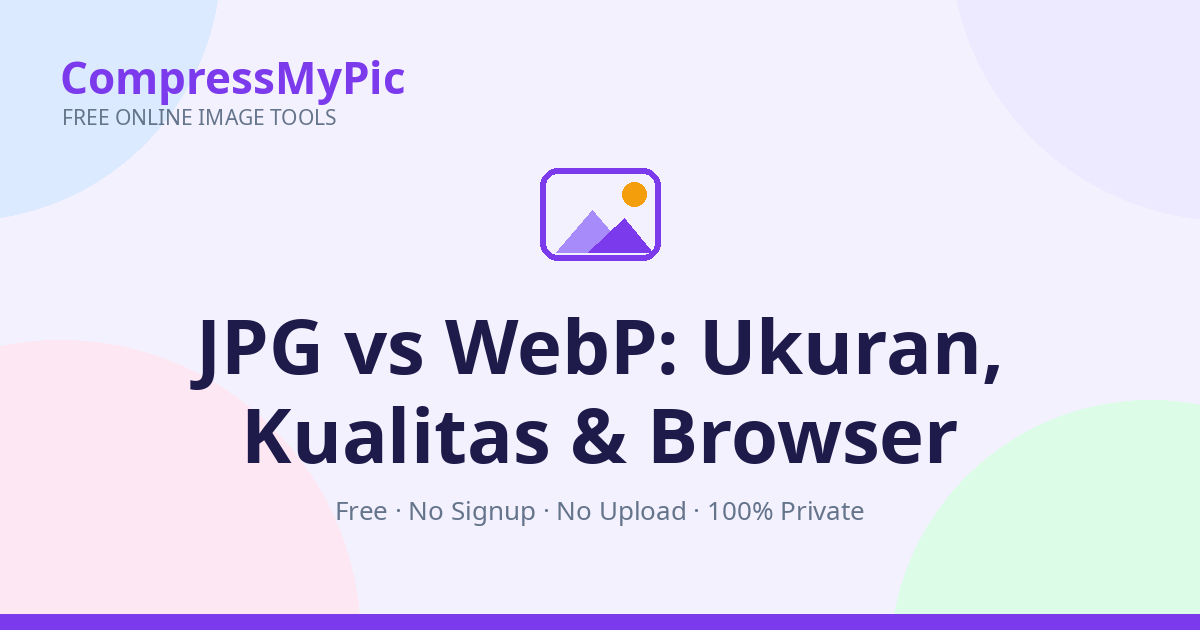 CompressMyPic
FREE ONLINE IMAGE TOOLS
JPG vs WebP: Ukuran,
Kualitas & Browser
Free · No Signup · No Upload · 100% Private